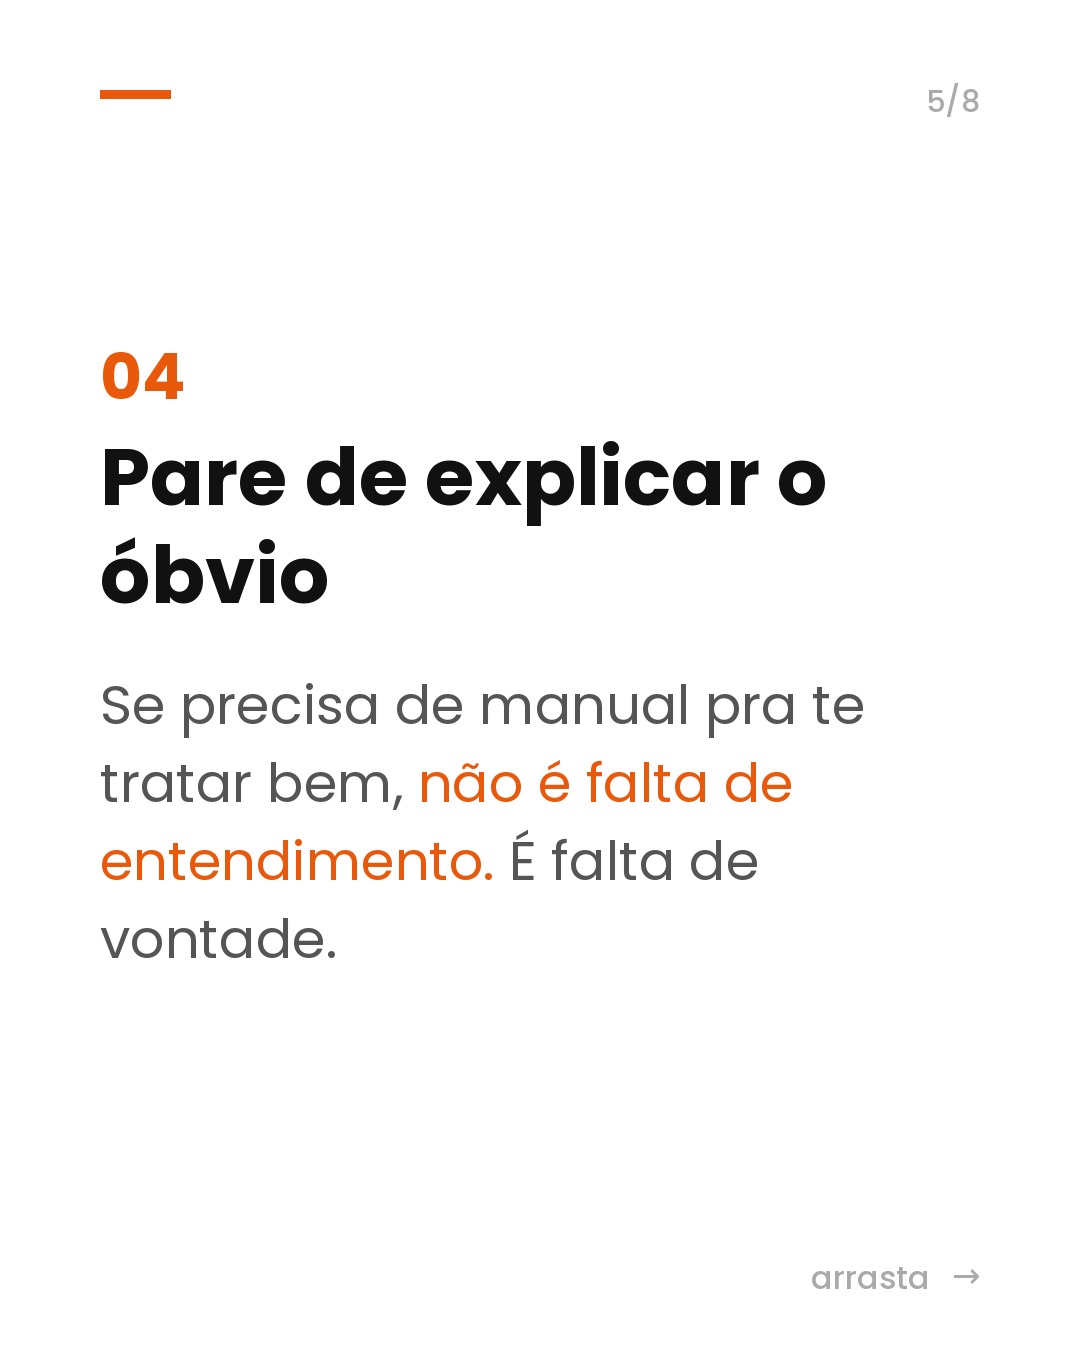 5/8
04
Pare de explicar o
óbvio
Se precisa de manual pra te
tratar bem, não é falta de
entendimento. É falta de
vontade.
arrasta →